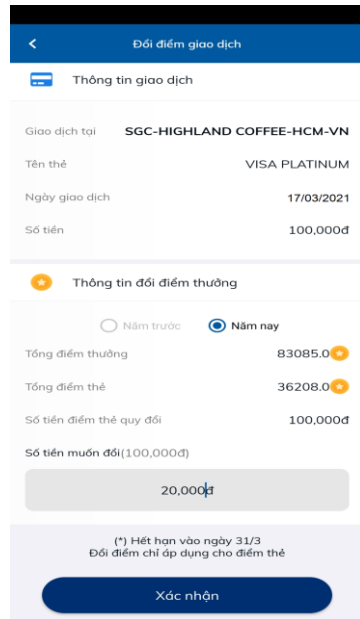 Đổi điểm giao dịch
Thông tin giao dịch
Giao dịch tại SGC-HIGHLAND COFFEE-HCM-VN
Tên thẻ VISA PLATINUM
Ngày giao dịch 17/03/2021
Số tiền 100,000đ
Thông tin đổi điểm thưởng
Năm trước Năm nay
Tổng điểm thưởng 83085.0
Tổng điểm thẻ 36208.0
Số tiền điểm thẻ quy đổi 100,000đ
Số tiền muốn đổi(100,000đ)
20,000đ
(*) Hết hạn vào ngày 31/3
Đổi điểm chỉ áp dụng cho điểm thẻ
Xác nhận